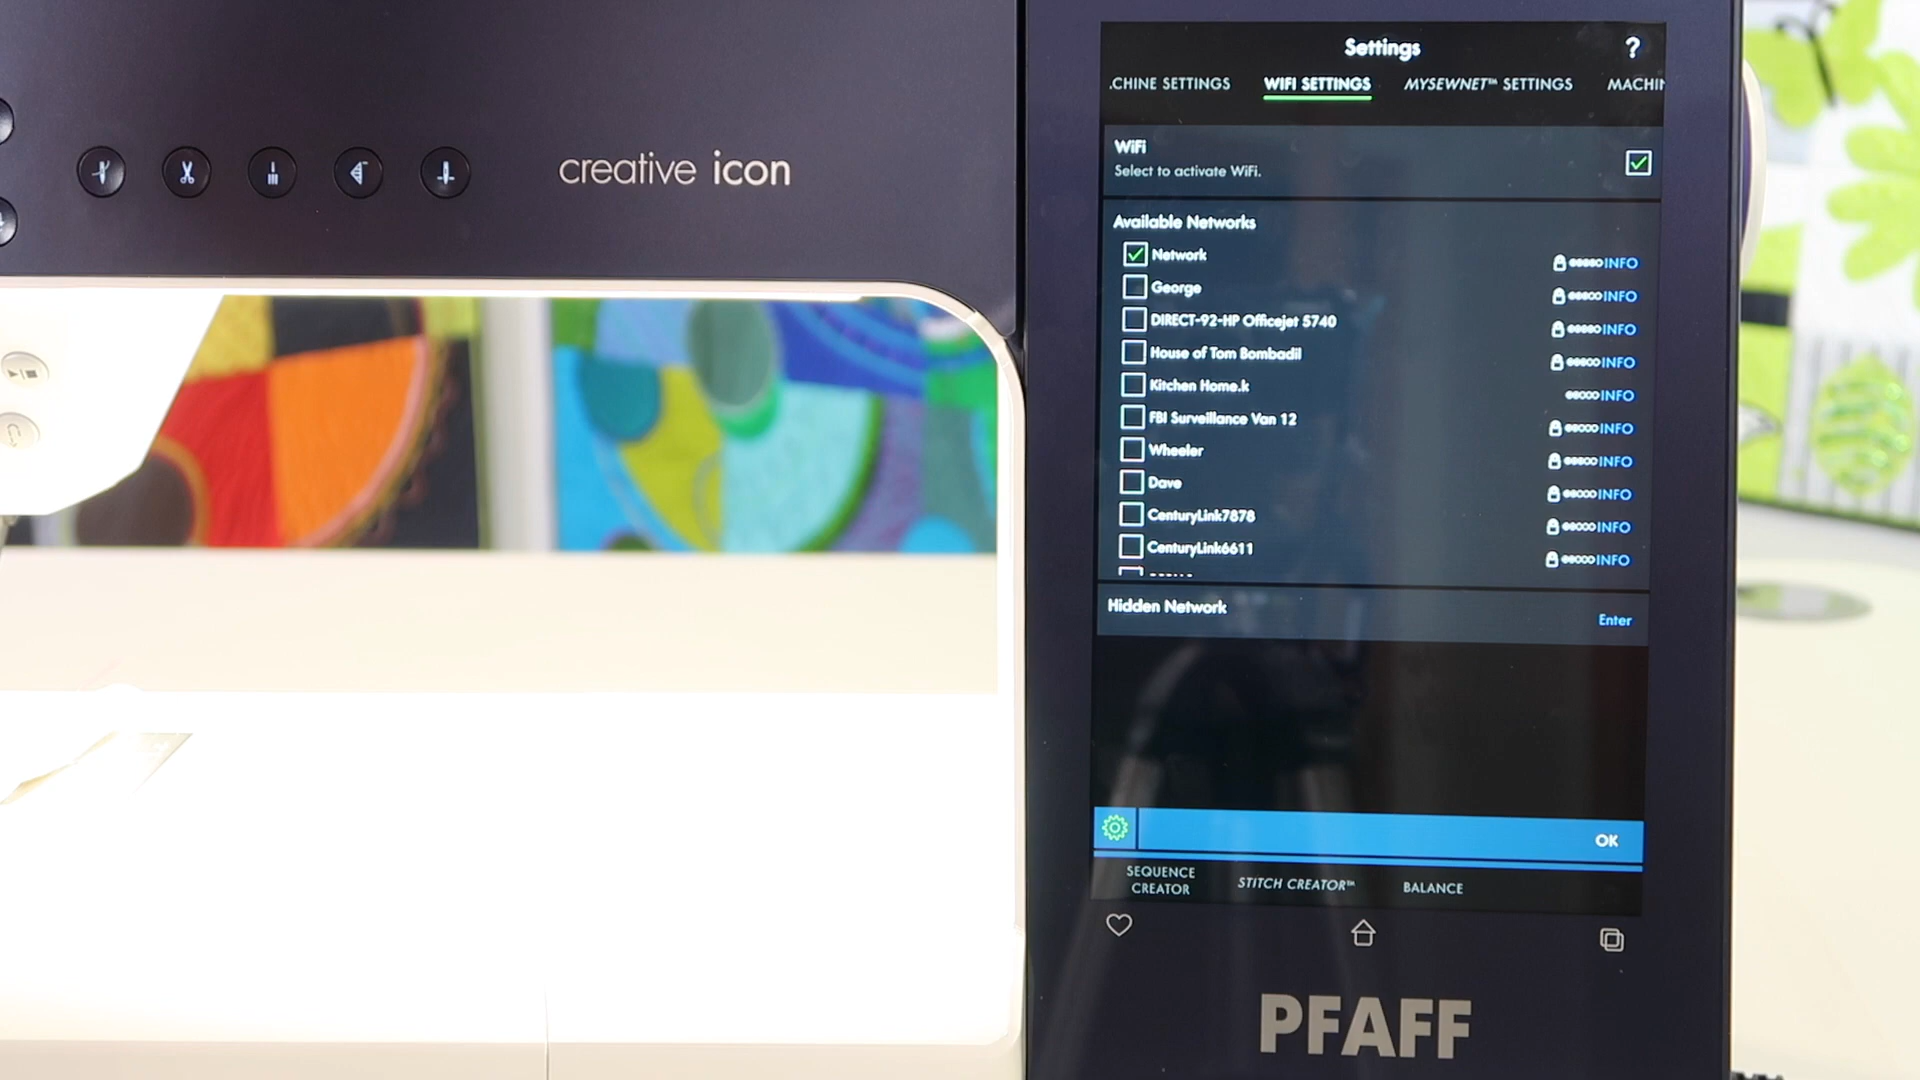 creative icon
Settings ?
.CHINE SETTINGS WIFI SETTINGS MYSEWNET™ SETTINGS MACHIN
WiFi
Select to activate WiFi.
Available Networks
Network INFO
George INFO
DIRECT-92-HP Officejet 5740 INFO
House of Tom Bombadil INFO
Kitchen Home.k INFO
FBI Surveillance Van 12 INFO
Wheeler INFO
Dave INFO
CenturyLink7878 INFO
CenturyLink6611 INFO
Hidden Network
Enter
OK
SEQUENCE CREATOR
STITCH CREATOR™
BALANCE
PFAFF